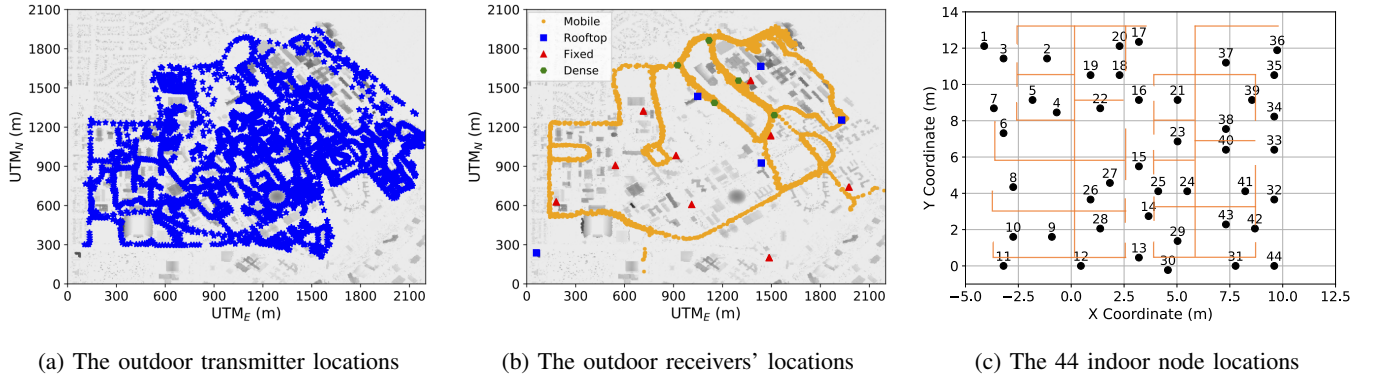 2100
1800
1500
1200
900
600
300
0
UTM_N (m)
0 300 600 900 1200 1500 1800 2100
UTM_E (m)
(a) The outdoor transmitter locations
2100
1800
1500
1200
900
600
300
0
UTM_N (m)
Mobile
Rooftop
Fixed
Dense
0 300 600 900 1200 1500 1800 2100
UTM_E (m)
(b) The outdoor receivers' locations
14
12
10
8
6
4
2
0
Y Coordinate (m)
1 3 2 20 17 37 36
19 18 35
7 5 4 22 16 21 39 34
6 23 38 40 33
8 27 15 26 25 24 41 32
10 9 28 14 29 43 42
11 12 13 30 31 44
−5.0 −2.5 0.0 2.5 5.0 7.5 10.0 12.5
X Coordinate (m)
(c) The 44 indoor node locations